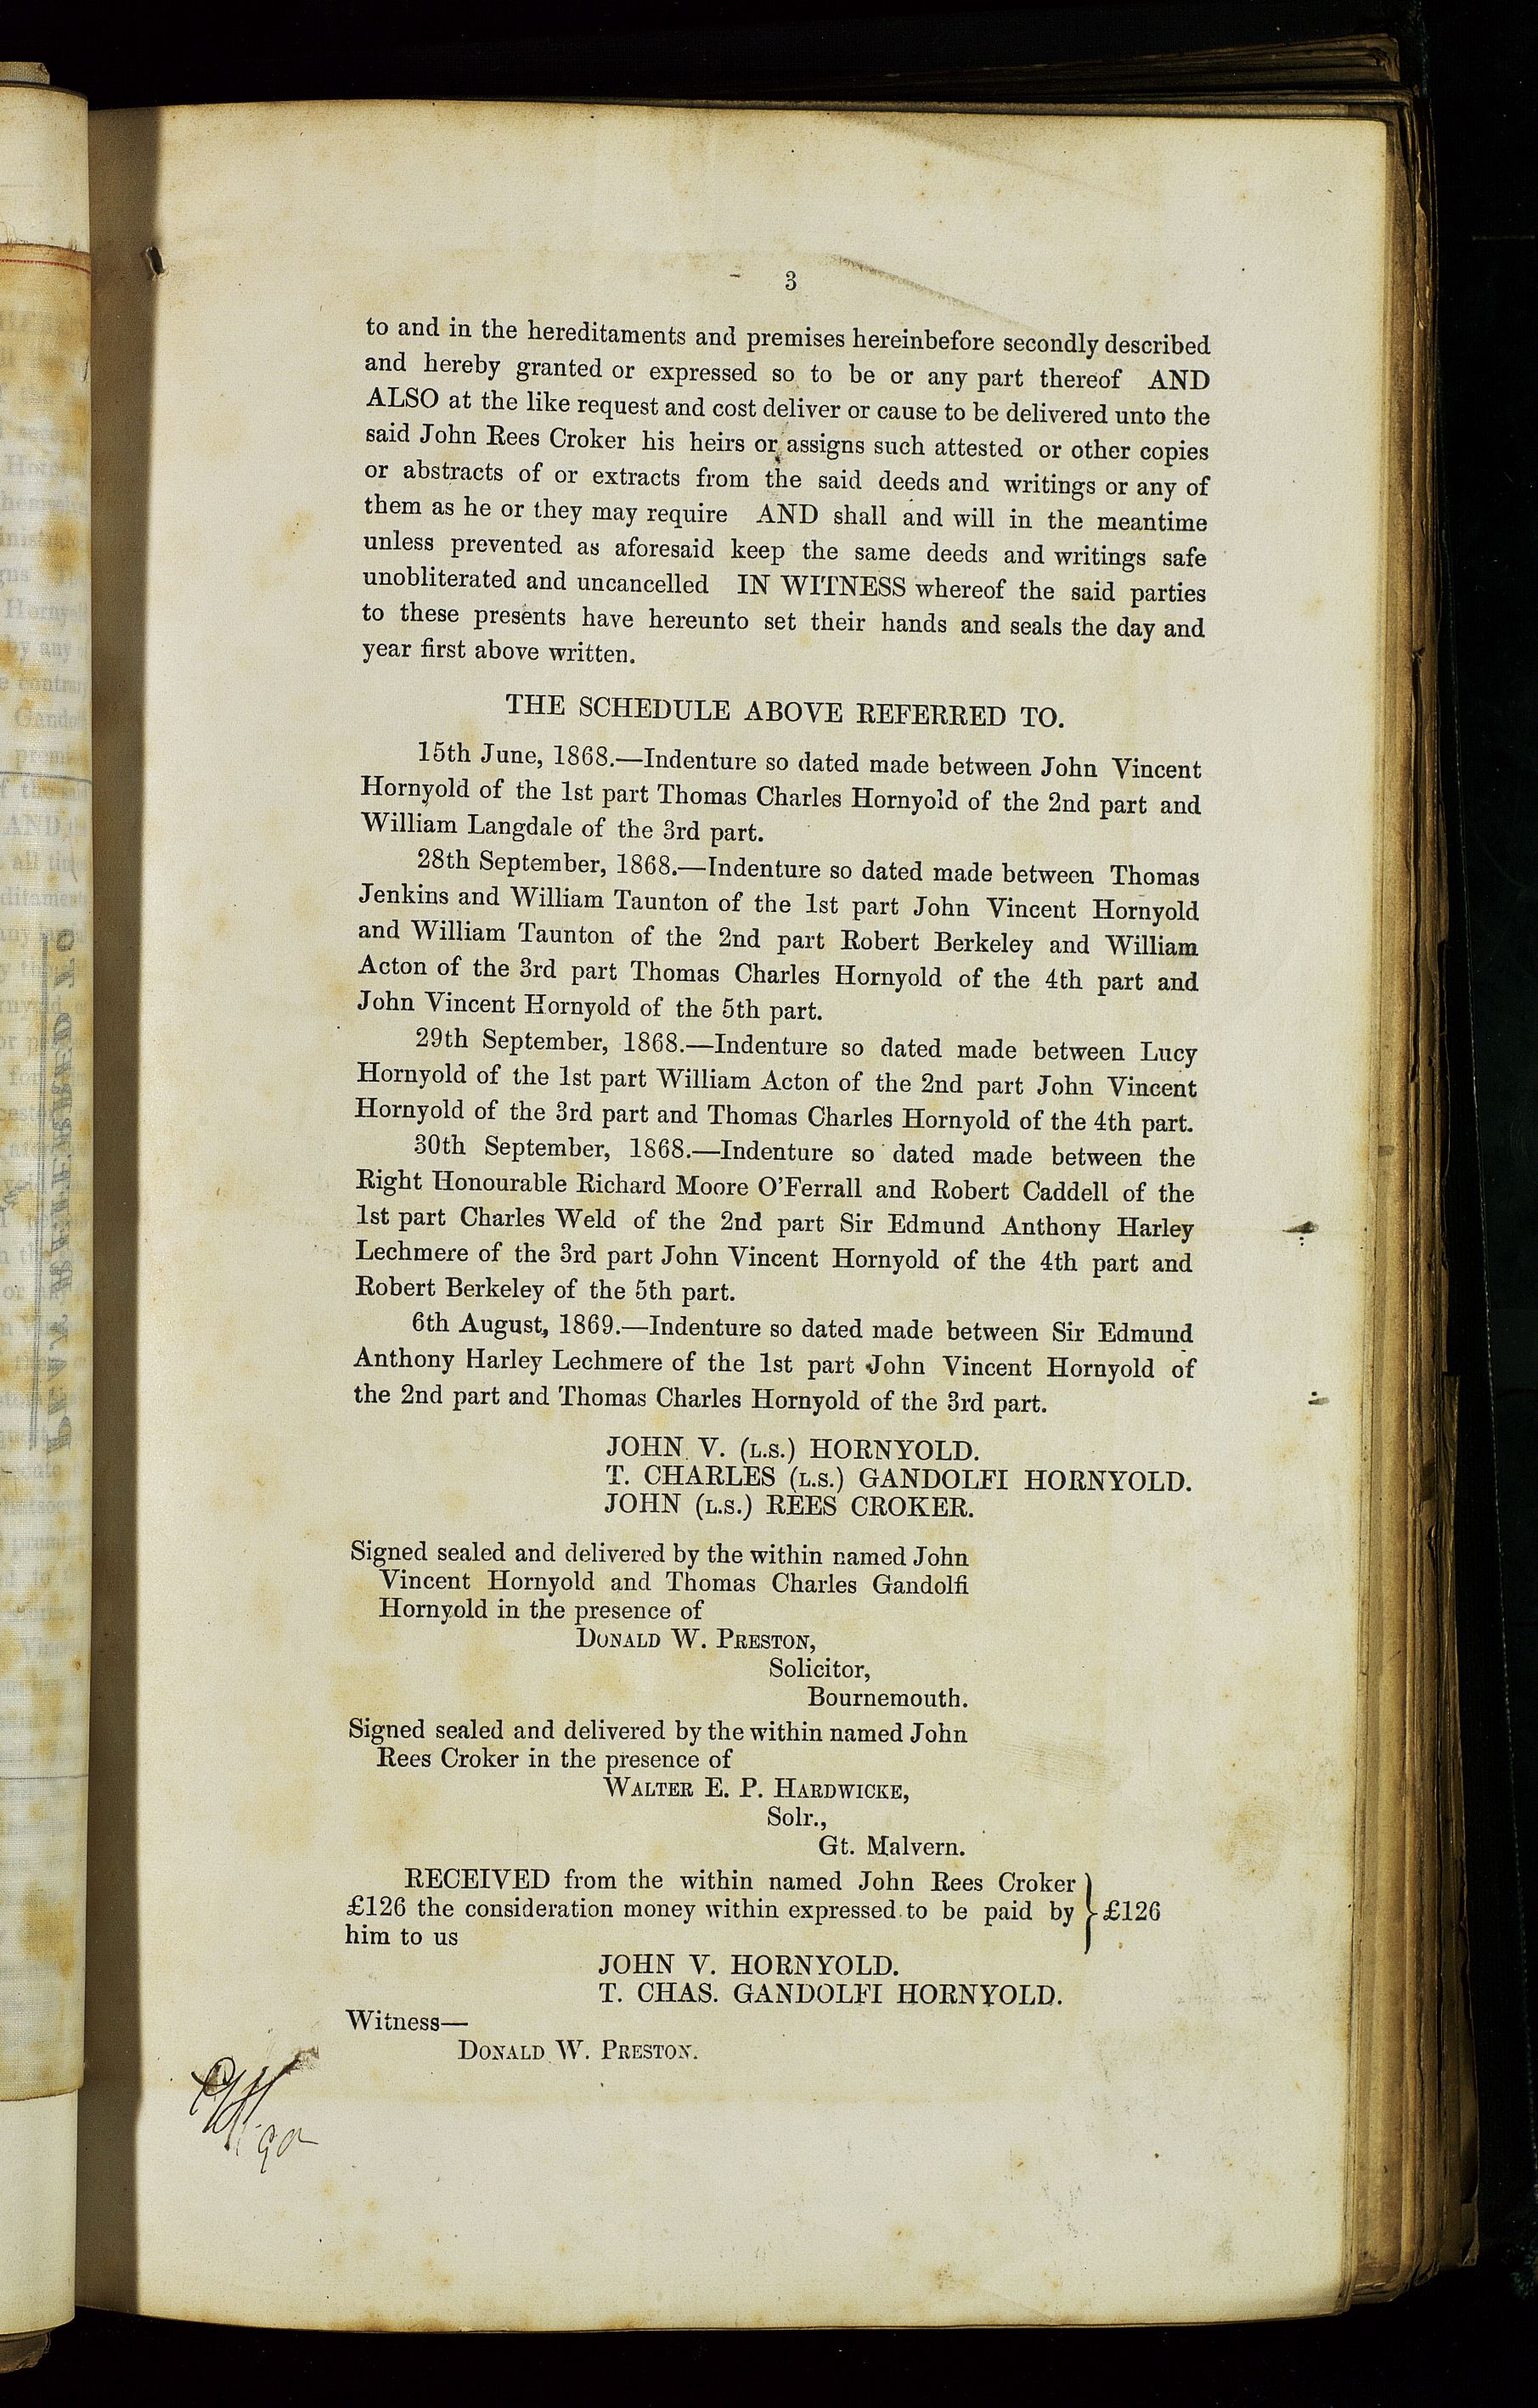 3
to and in the hereditaments and premises hereinbefore secondly described
and hereby granted or expressed so to be or any part thereof AND
ALSO at the like request and cost deliver or cause to be delivered unto the
said John Rees Croker his heirs or assigns such attested or other copies
or abstracts of or extracts from the said deeds and writings or any of
them as he or they may require AND shall and will in the meantime
unless prevented as aforesaid keep the same deeds and writings safe
unobliterated and uncancelled IN WITNESS whereof the said parties
to these presents have hereunto set their hands and seals the day and
year first above written.
THE SCHEDULE ABOVE REFERRED TO.
15th June, 1868.—Indenture so dated made between John Vincent
Hornyold of the 1st part Thomas Charles Hornyold of the 2nd part and
William Langdale of the 3rd part.
28th September, 1868.—Indenture so dated made between Thomas
Jenkins and William Taunton of the 1st part John Vincent Hornyold
and William Taunton of the 2nd part Robert Berkeley and William
Acton of the 3rd part Thomas Charles Hornyold of the 4th part and
John Vincent Hornyold of the 5th part.
29th September, 1868.—Indenture so dated made between Lucy
Hornyold of the 1st part William Acton of the 2nd part John Vincent
Hornyold of the 3rd part and Thomas Charles Hornyold of the 4th part.
30th September, 1868.—Indenture so dated made between the
Right Honourable Richard Moore O'Ferrall and Robert Caddell of the
1st part Charles Weld of the 2nd part Sir Edmund Anthony Harley
Lechmere of the 3rd part John Vincent Hornyold of the 4th part and
Robert Berkeley of the 5th part.
6th August, 1869.—Indenture so dated made between Sir Edmund
Anthony Harley Lechmere of the 1st part John Vincent Hornyold of
the 2nd part and Thomas Charles Hornyold of the 3rd part.
JOHN V. (L.S.) HORNYOLD.
T. CHARLES (L.S.) GANDOLFI HORNYOLD.
JOHN (L.S.) REES CROKER.
Signed sealed and delivered by the within named John
Vincent Hornyold and Thomas Charles Gandolfi
Hornyold in the presence of
DONALD W. PRESTON,
Solicitor,
Bournemouth.
Signed sealed and delivered by the within named John
Rees Croker in the presence of
WALTER E. P. HARDWICKE,
Solr.,
Gt. Malvern.
RECEIVED from the within named John Rees Croker
£126 the consideration money within expressed to be paid by } £126
him to us
JOHN V. HORNYOLD.
T. CHAS. GANDOLFI HORNYOLD.
Witness—
DONALD W. PRESTON.